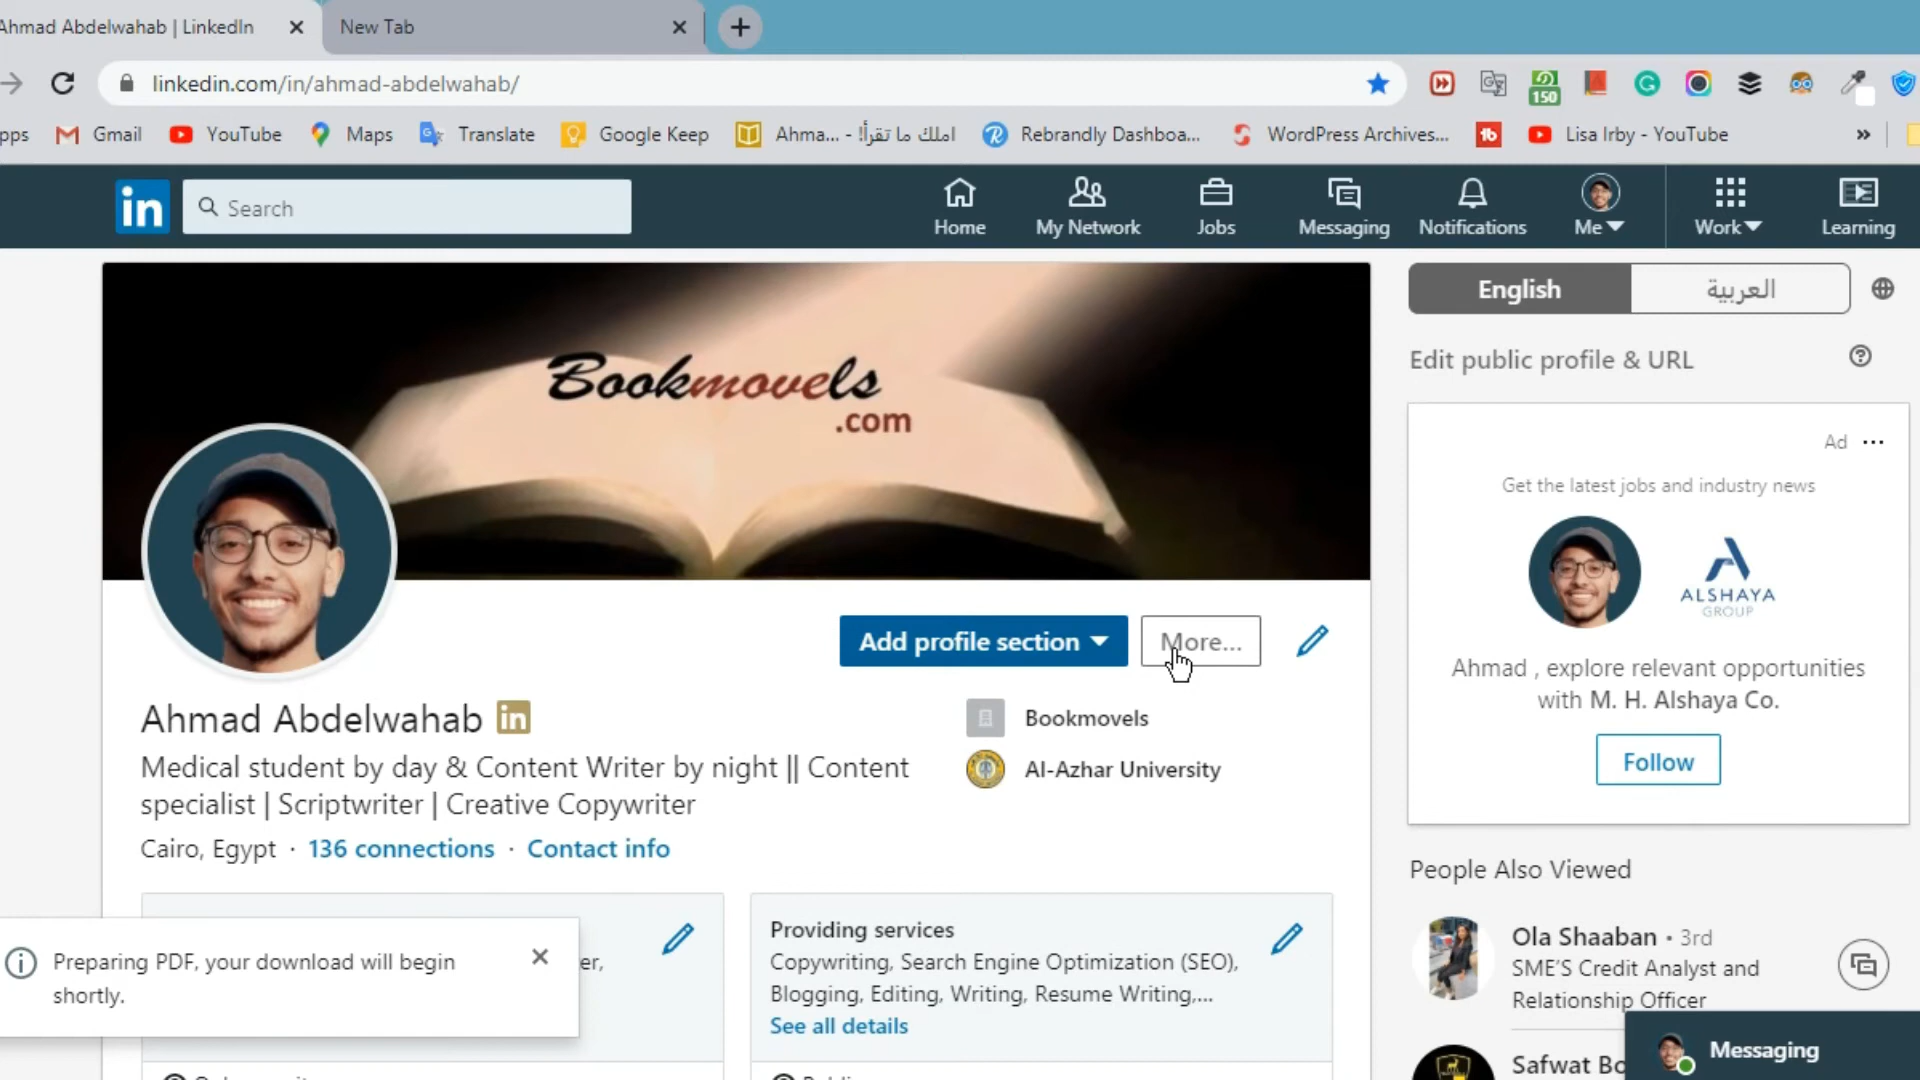 Ahmad Abdelwahab | LinkedIn
New Tab
linkedin.com/in/ahmad-abdelwahab/
150
pps
Gmail
YouTube
Maps
Translate
Google Keep
Ahma... - املك ما تقرأ!
Rebrandly Dashboa...
WordPress Archives...
Lisa Irby - YouTube
»
in
Search
Home
My Network
Jobs
Messaging
Notifications
Me
Work
Learning
Bookmovels
.com
English
العربية
Edit public profile & URL
Ad
Get the latest jobs and industry news
ALSHAYA
GROUP
Ahmad , explore relevant opportunities
with M. H. Alshaya Co.
Follow
Add profile section
More...
Ahmad Abdelwahab in
Bookmovels
Al-Azhar University
Medical student by day & Content Writer by night || Content
specialist | Scriptwriter | Creative Copywriter
Cairo, Egypt · 136 connections · Contact info
er,
Preparing PDF, your download will begin
shortly.
Providing services
Copywriting, Search Engine Optimization (SEO),
Blogging, Editing, Writing, Resume Writing,...
See all details
People Also Viewed
Ola Shaaban • 3rd
SME'S Credit Analyst and
Relationship Officer
Safwat Bo
Messaging